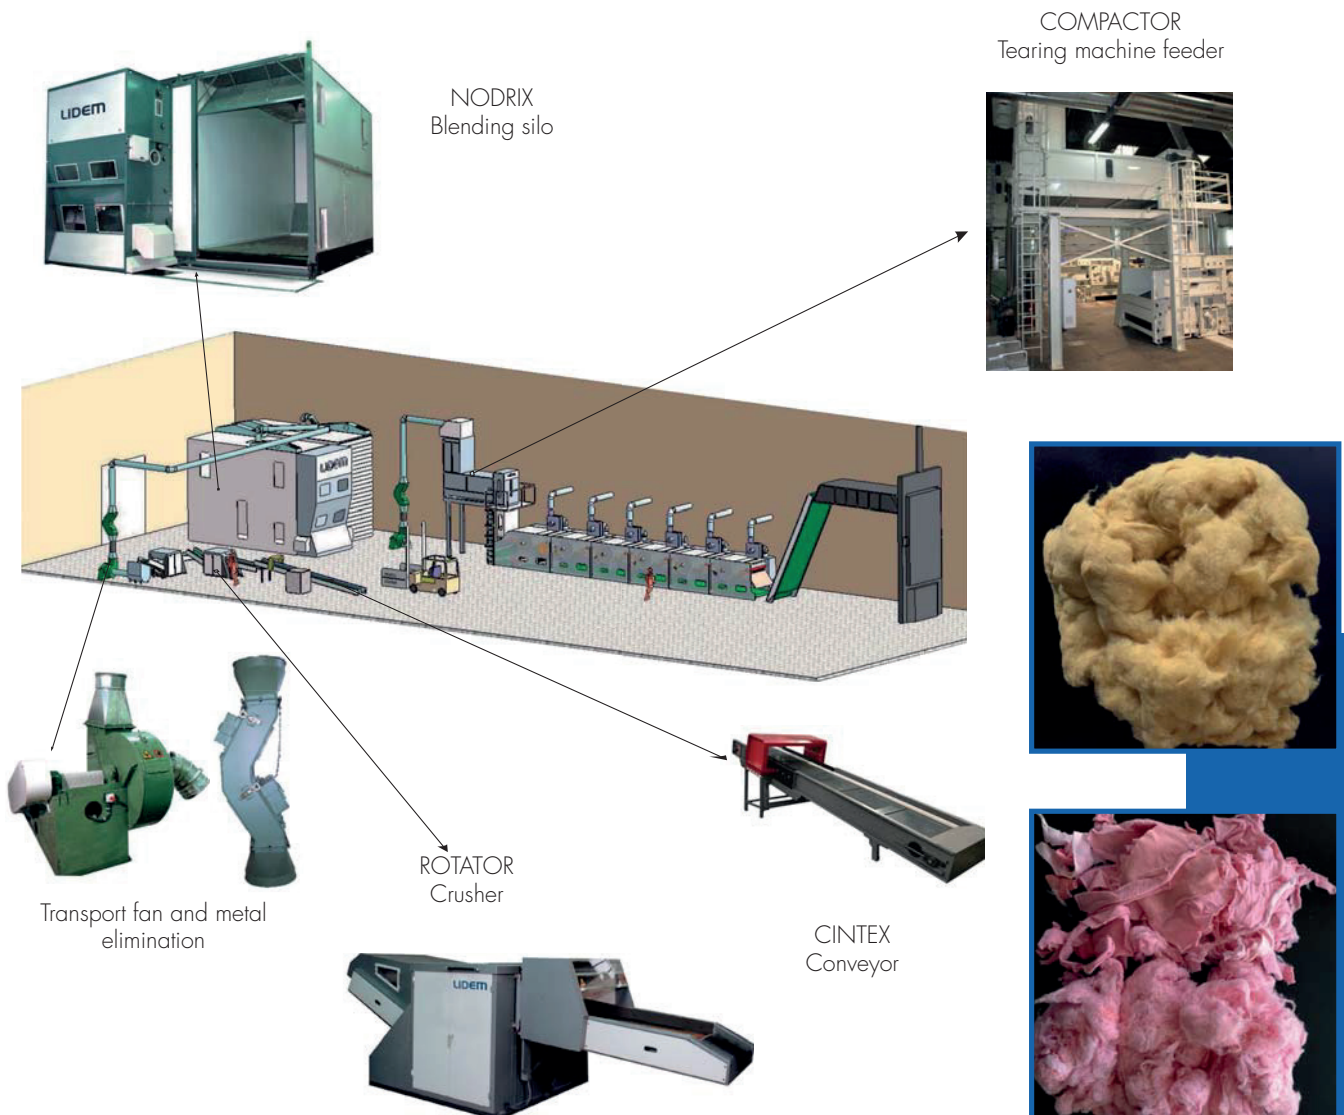 COMPACTOR
Tearing machine feeder
LIDEM
NODRIX
Blending silo
LIDEM
ROTATOR
Crusher
Transport fan and metal
elimination
CINTEX
Conveyor
LIDEM